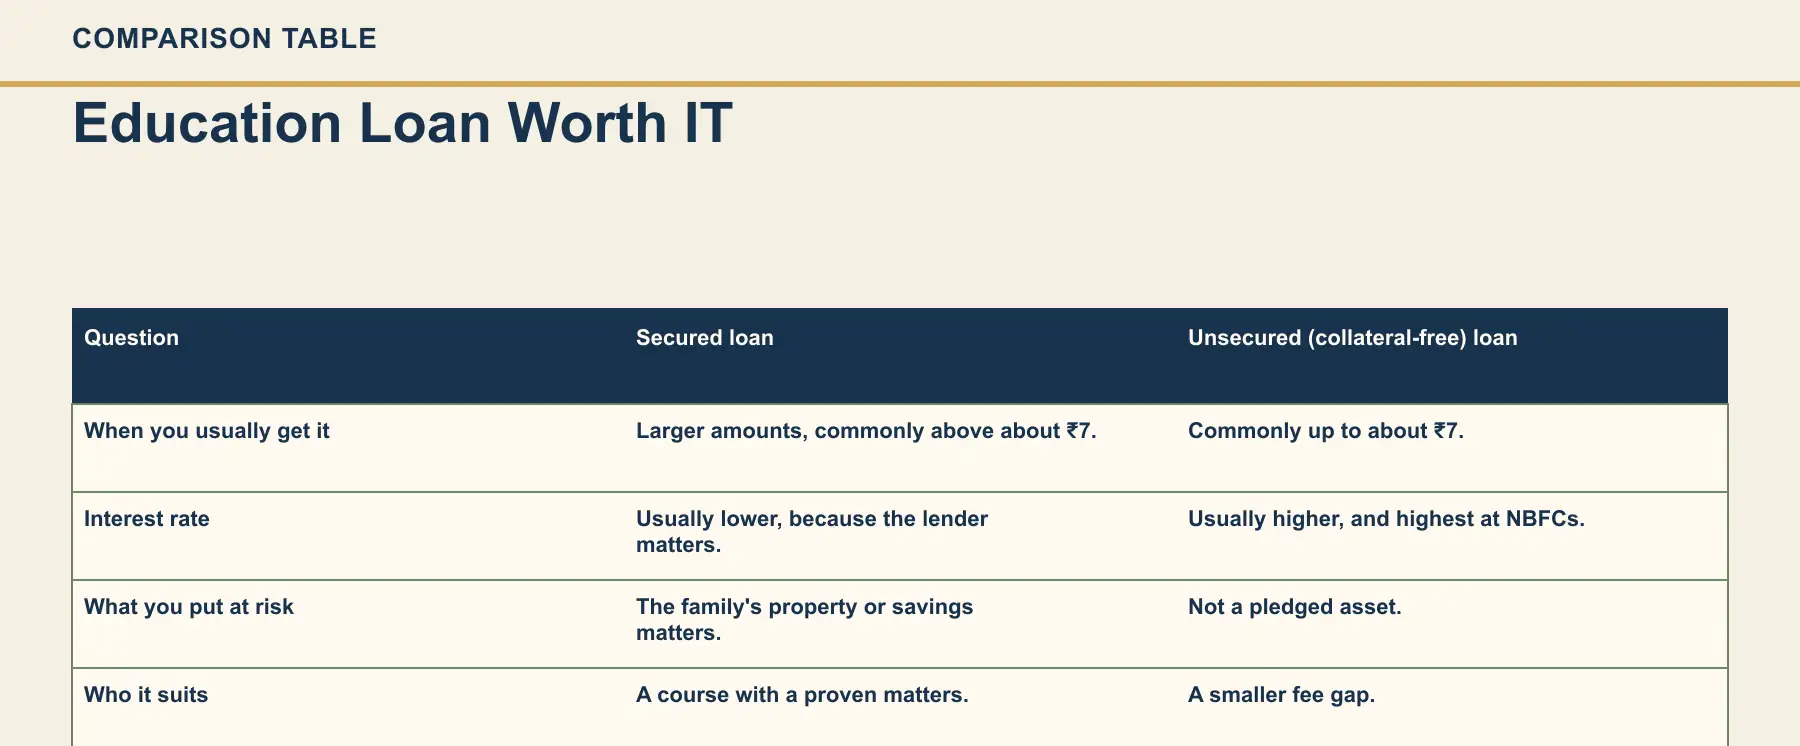 COMPARISON TABLE
Education Loan Worth IT
Question
Secured loan
Unsecured (collateral-free) loan
When you usually get it
Larger amounts, commonly above about ₹7.
Commonly up to about ₹7.
Interest rate
Usually lower, because the lender
matters.
Usually higher, and highest at NBFCs.
What you put at risk
The family's property or savings
matters.
Not a pledged asset.
Who it suits
A course with a proven matters.
A smaller fee gap.